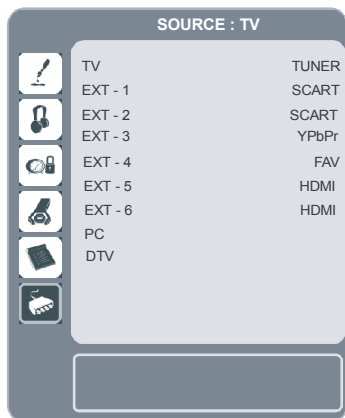 SOURCE : TV
TV TUNER
EXT - 1 SCART
EXT - 2 SCART
EXT - 3 YPbPr
EXT - 4 FAV
EXT - 5 HDMI
EXT - 6 HDMI
PC
DTV